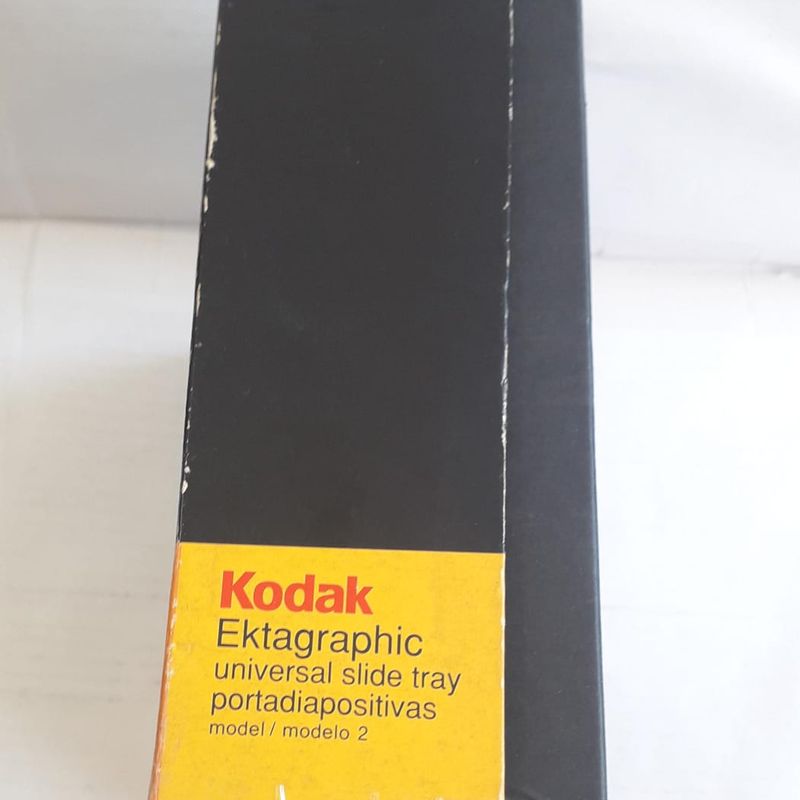 Kodak
Ektagraphic
universal slide tray
portadiapositivas
model / modelo 2